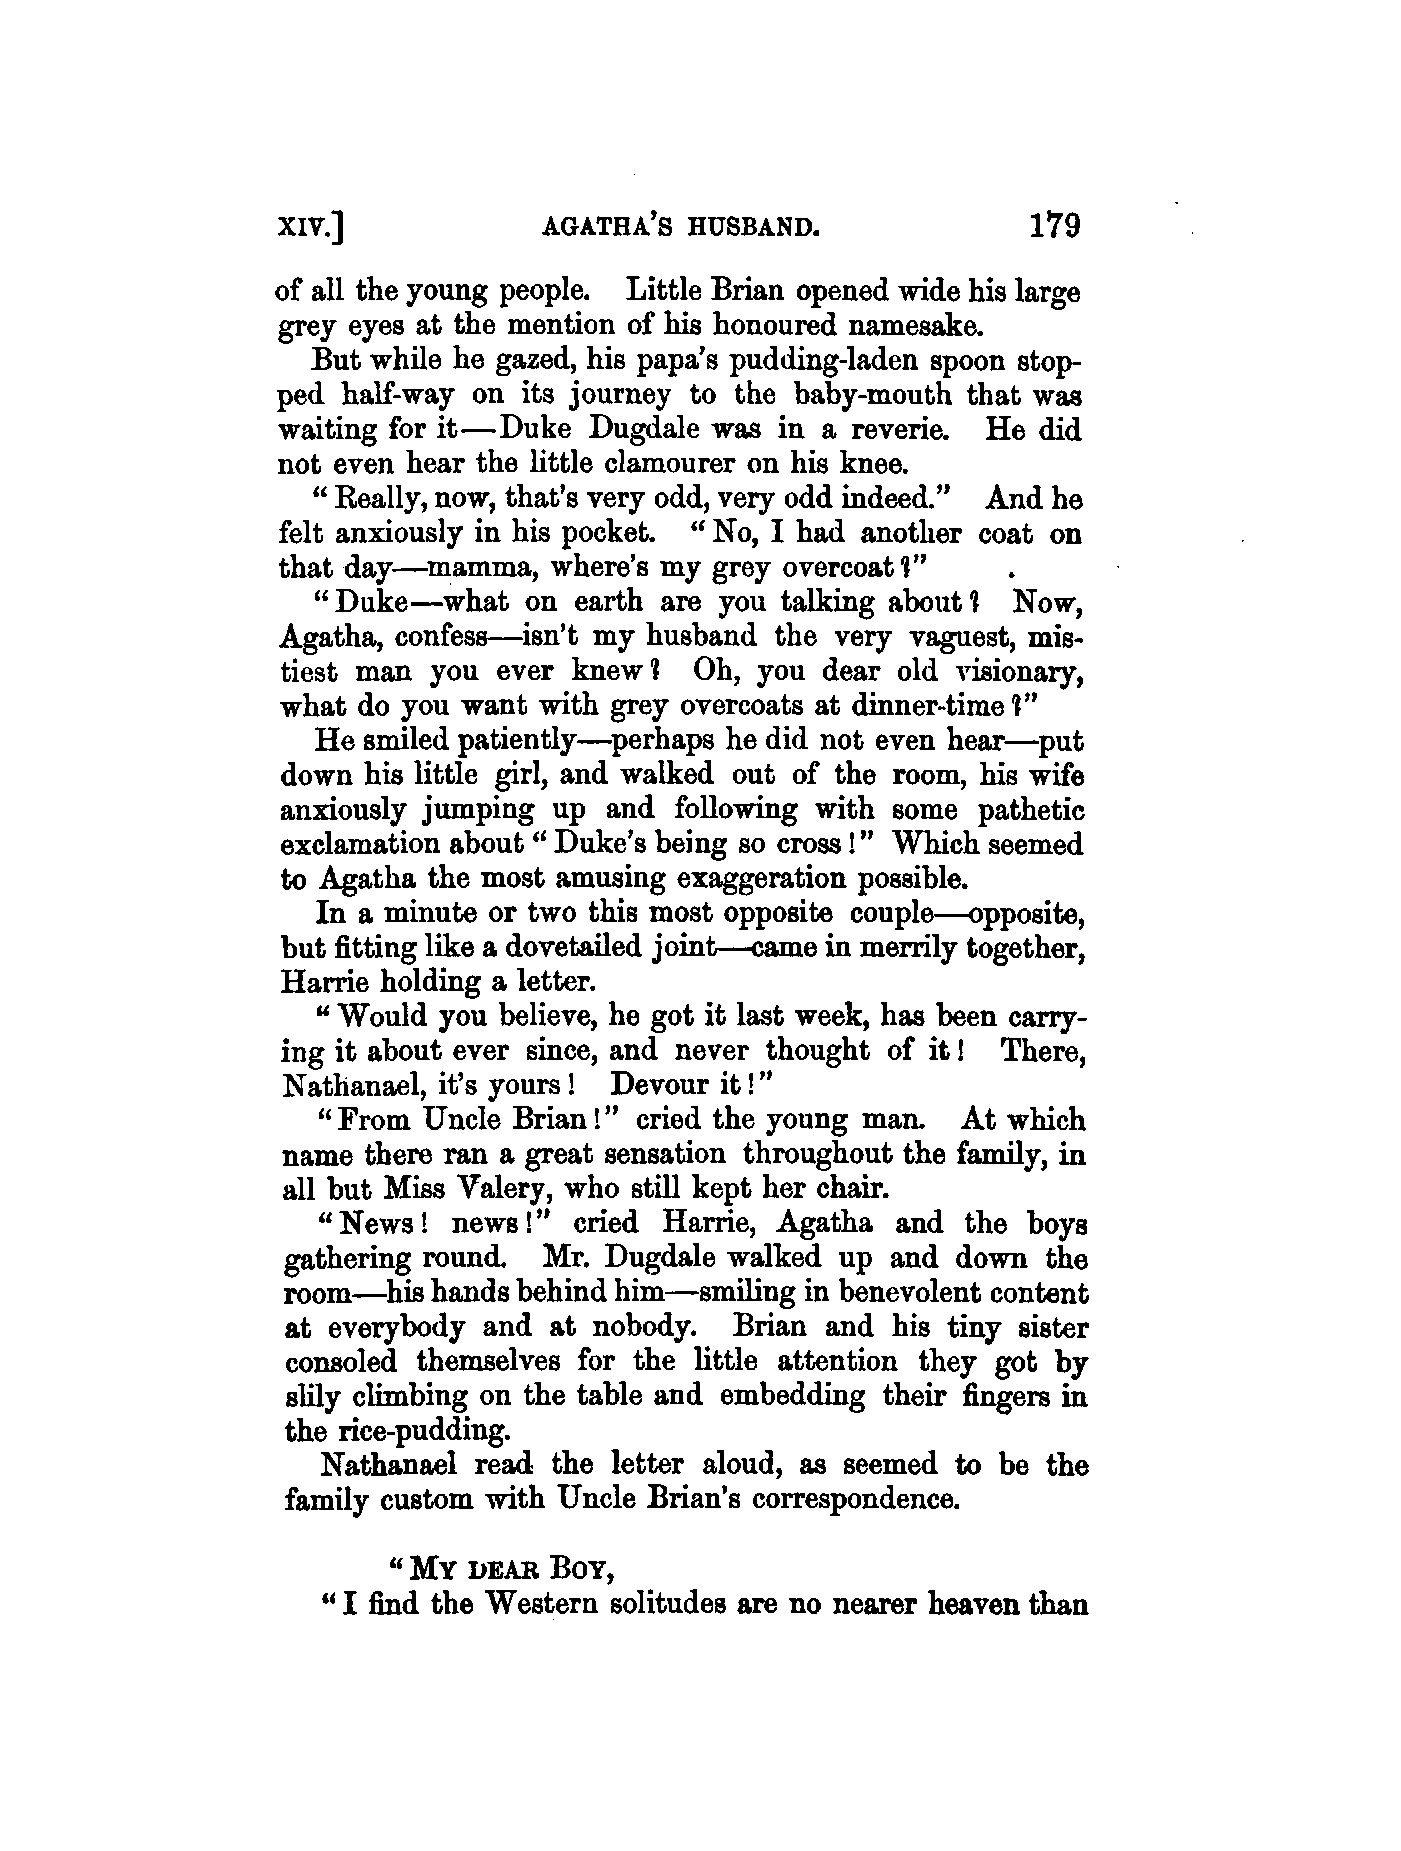 XIV.] AGATHA'S HUSBAND. 179
of all the young people. Little Brian opened wide his large
grey eyes at the mention of his honoured namesake.
But while he gazed, his papa's pudding-laden spoon stop-
ped half-way on its journey to the baby-mouth that was
waiting for it—Duke Dugdale was in a reverie. He did
not even hear the little clamourer on his knee.
"Really, now, that's very odd, very odd indeed." And he
felt anxiously in his pocket. "No, I had another coat on
that day—mamma, where's my grey overcoat?"
"Duke—what on earth are you talking about? Now,
Agatha, confess—isn't my husband the very vaguest, mis-
tiest man you ever knew? Oh, you dear old visionary,
what do you want with grey overcoats at dinner-time?"
He smiled patiently—perhaps he did not even hear—put
down his little girl, and walked out of the room, his wife
anxiously jumping up and following with some pathetic
exclamation about "Duke's being so cross!" Which seemed
to Agatha the most amusing exaggeration possible.
In a minute or two this most opposite couple—opposite,
but fitting like a dovetailed joint—came in merrily together,
Harrie holding a letter.
"Would you believe, he got it last week, has been carry-
ing it about ever since, and never thought of it! There,
Nathanael, it's yours! Devour it!"
"From Uncle Brian!" cried the young man. At which
name there ran a great sensation throughout the family, in
all but Miss Valery, who still kept her chair.
"News! news!" cried Harrie, Agatha and the boys
gathering round. Mr. Dugdale walked up and down the
room—his hands behind him—smiling in benevolent content
at everybody and at nobody. Brian and his tiny sister
consoled themselves for the little attention they got by
slily climbing on the table and embedding their fingers in
the rice-pudding.
Nathanael read the letter aloud, as seemed to be the
family custom with Uncle Brian's correspondence.
"MY DEAR BOY,
"I find the Western solitudes are no nearer heaven than